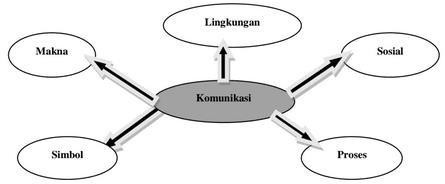 Lingkungan
Makna
Sosial
Komunikasi
Simbol
Proses